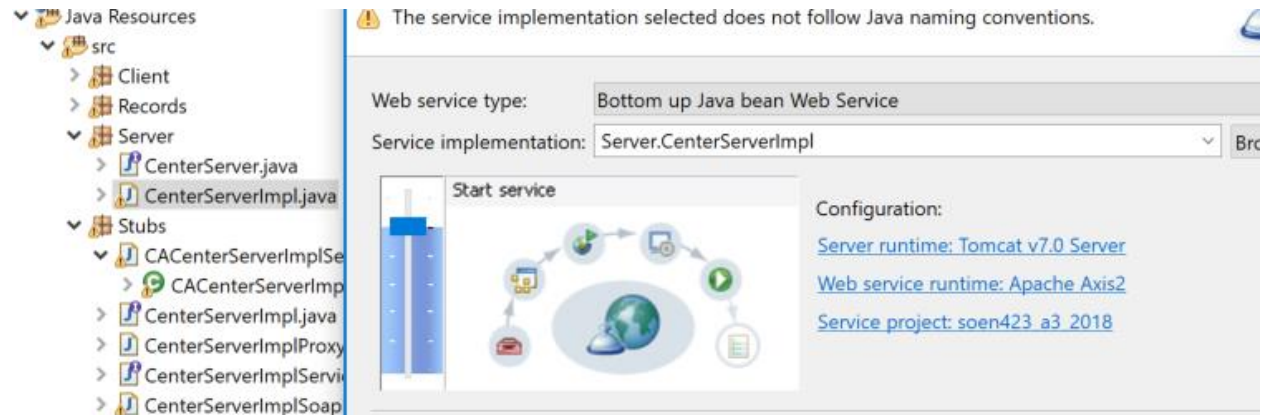 Java Resources
src
Client
Records
Server
CenterServer.java
CenterServerImpl.java
Stubs
CACenterServerImplSe
CACenterServerImp
CenterServerImpl.java
CenterServerImplProxy
CenterServerImplServi
CenterServerImplSoap
The service implementation selected does not follow Java naming conventions.
Web service type: Bottom up Java bean Web Service
Service implementation: Server.CenterServerImpl Bro
Start service
Configuration:
Server runtime: Tomcat v7.0 Server
Web service runtime: Apache Axis2
Service project: soen423_a3_2018